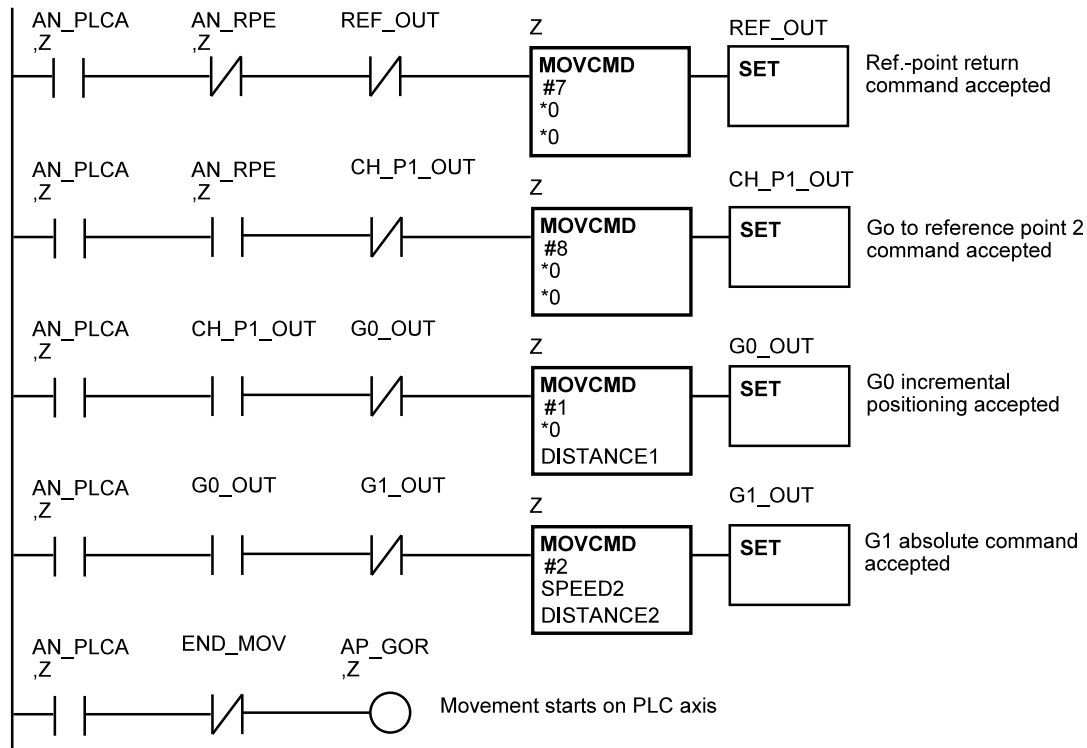 AN_PLCA AN_RPE REF_OUT Z REF_OUT
,Z ,Z
MOVCMD SET Ref.-point return
#7 command accepted
*0
*0
AN_PLCA AN_RPE CH_P1_OUT Z CH_P1_OUT
,Z ,Z
MOVCMD SET Go to reference point 2
#8 command accepted
*0
*0
AN_PLCA CH_P1_OUT G0_OUT Z G0_OUT
,Z
MOVCMD SET G0 incremental
#1 positioning accepted
*0
DISTANCE1
AN_PLCA G0_OUT G1_OUT Z G1_OUT
,Z
MOVCMD SET G1 absolute command
#2 accepted
SPEED2
DISTANCE2
AN_PLCA END_MOV AP_GOR
,Z ,Z
Movement starts on PLC axis